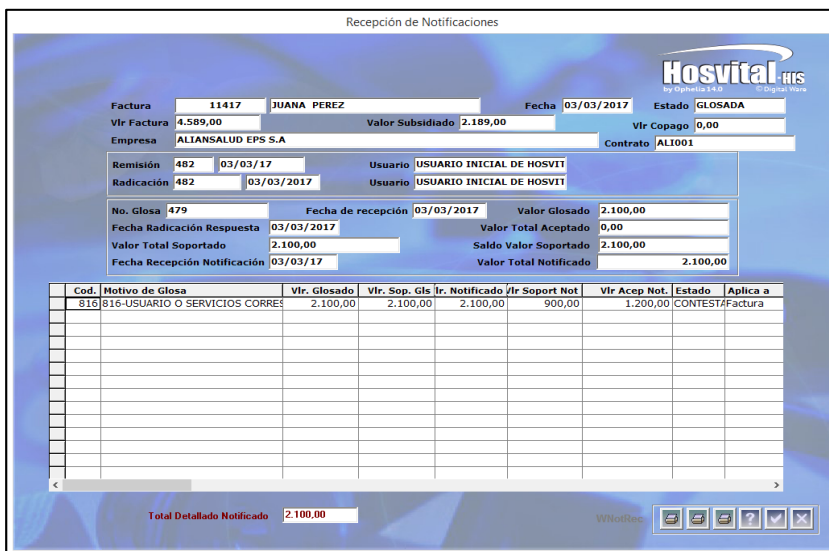 Recepción de Notificaciones
Hosvital-HIS
by Ophelia 14.0 © Digital Ware
Factura 11417 JUANA PEREZ Fecha 03/03/2017 Estado GLOSADA
Vlr Factura 4.589,00 Valor Subsidiado 2.189,00 Vlr Copago 0,00
Empresa ALIANSALUD EPS S.A Contrato ALI001
Remisión 482 03/03/17 Usuario USUARIO INICIAL DE HOSVIT
Radicación 482 03/03/2017 Usuario USUARIO INICIAL DE HOSVIT
No. Glosa 479 Fecha de recepción 03/03/2017 Valor Glosado 2.100,00
Fecha Radicación Respuesta 03/03/2017 Valor Total Aceptado 0,00
Valor Total Soportado 2.100,00 Saldo Valor Soportado 2.100,00
Fecha Recepción Notificación 03/03/17 Valor Total Notificado 2.100,00
Cod. Motivo de Glosa Vlr. Glosado Vlr. Sop. Gls lr. Notificado Vlr Soport Not Vlr Acep Not. Estado Aplica a
816 816-USUARIO O SERVICIOS CORRES 2.100,00 2.100,00 2.100,00 900,00 1.200,00 CONTESTA Factura
Total Detallado Notificado 2.100,00
WNotRec